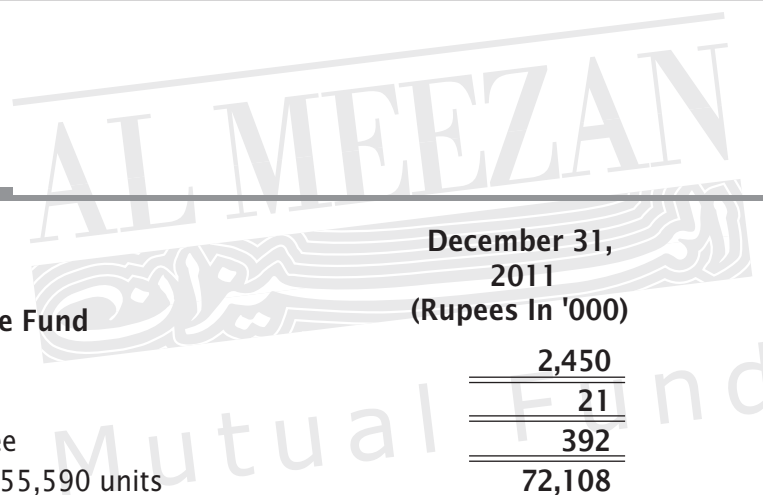 AL MEEZAN
December 31,
2011
(Rupees In '000)
e Fund
2,450
21
ee 392
55,590 units 72,108
Mutual Fund